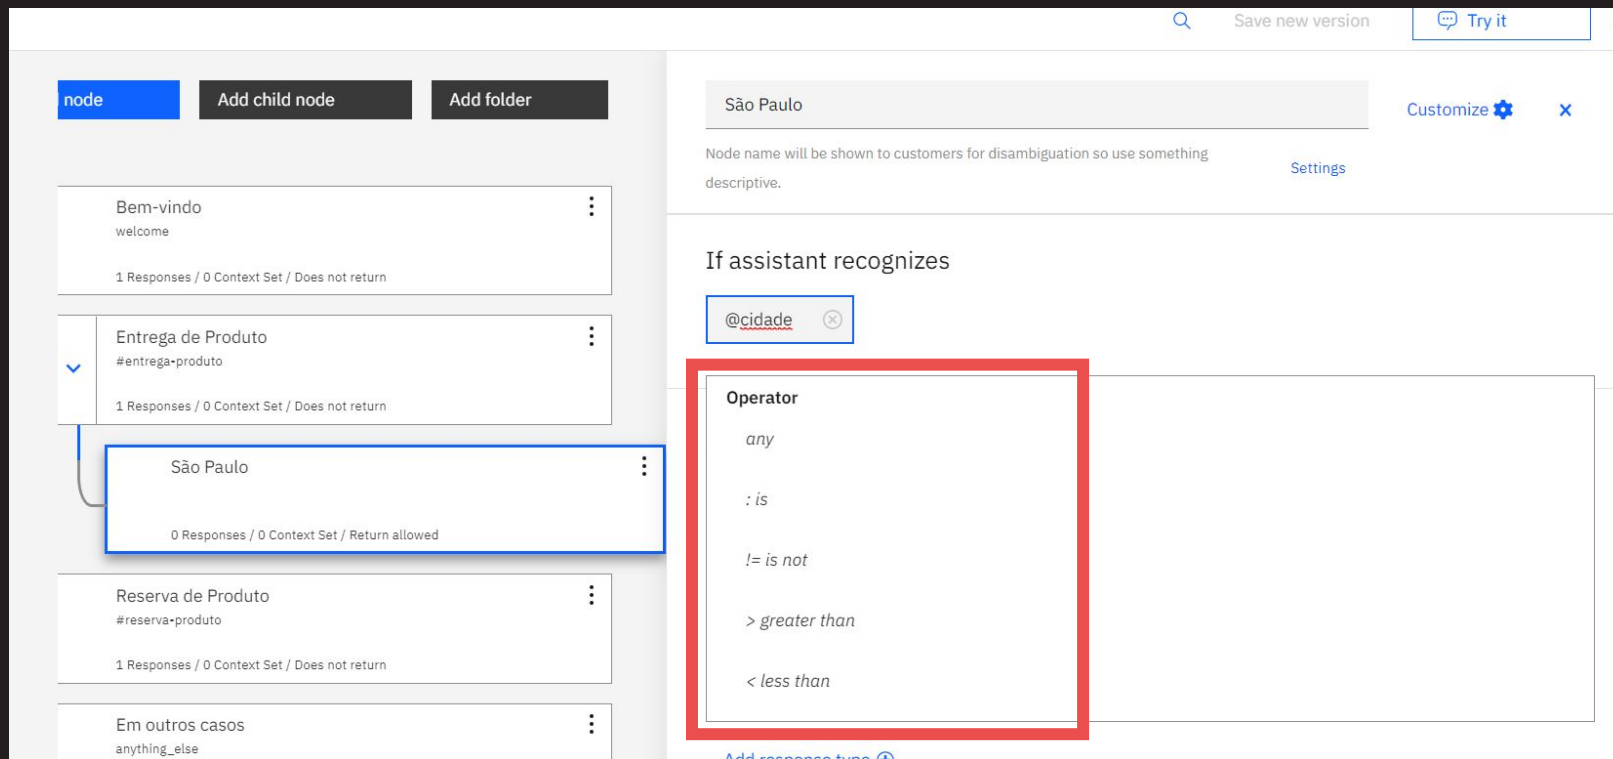 Save new version
Try it
node
Add child node
Add folder
Bem-vindo
welcome
1 Responses / 0 Context Set / Does not return
Entrega de Produto
#entrega-produto
1 Responses / 0 Context Set / Does not return
São Paulo
0 Responses / 0 Context Set / Return allowed
Reserva de Produto
#reserva-produto
1 Responses / 0 Context Set / Does not return
Em outros casos
anything_else
São Paulo
Customize
Node name will be shown to customers for disambiguation so use something
descriptive.
Settings
If assistant recognizes
@cidade
Operator
any
: is
!= is not
> greater than
< less than
Add response type